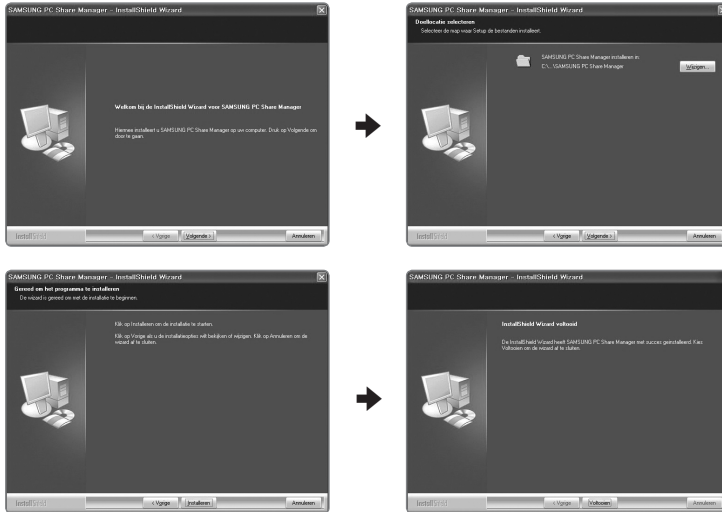 SAMSUNG PC Share Manager - InstallShield Wizard
Welkom bij de InstallShield Wizard voor SAMSUNG PC Share Manager
Hiermee installeert u SAMSUNG PC Share Manager op uw computer. Druk op Volgende om
door te gaan.
InstallShield
< Vorige
Volgende >
Annuleren
SAMSUNG PC Share Manager - InstallShield Wizard
Doellocatie selecteren
Selecteer de map waar Setup de bestanden installeert.
SAMSUNG PC Share Manager installeren in:
C:\...\SAMSUNG PC Share Manager
Wijzigen...
InstallShield
< Vorige
Volgende >
Annuleren
SAMSUNG PC Share Manager - InstallShield Wizard
Gereed om het programma te installeren
De wizard is gereed om met de installatie te beginnen.
Klik op Installeren om de installatie te starten.
Klik op Vorige als u de installatieopties wilt bekijken of wijzigen. Klik op Annuleren om de
wizard af te sluiten.
InstallShield
< Vorige
Installeren
Annuleren
SAMSUNG PC Share Manager - InstallShield Wizard
InstallShield Wizard voltooid
De InstallShield Wizard heeft SAMSUNG PC Share Manager met succes geïnstalleerd. Kies
Voltooien om de wizard af te sluiten.
InstallShield
< Vorige
Voltooien
Annuleren